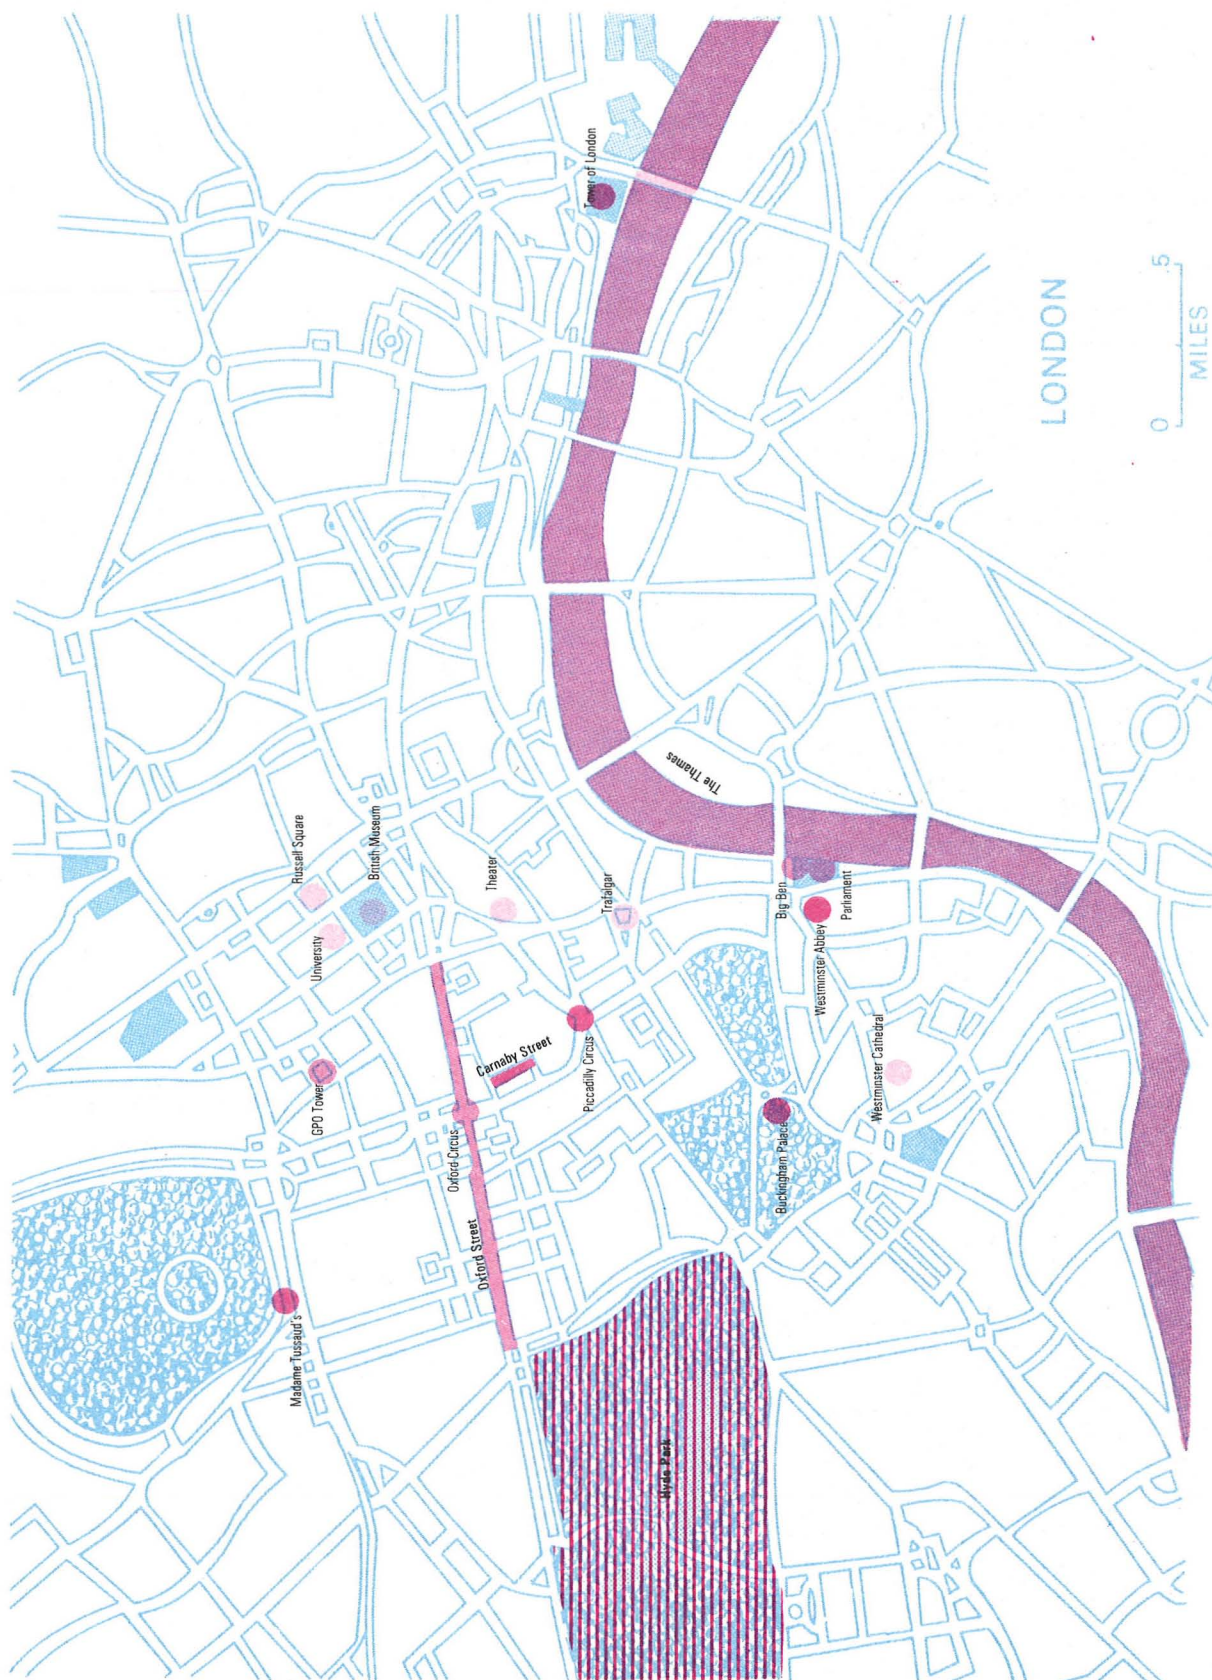 Tower of London
LONDON
0
.5
MILES
The Thames
Russell Square
British Museum
University
Theater
Trafalgar
Big Ben
Parliament
Westminster Abbey
Westminster Cathedral
GPO Tower
Carnaby Street
Piccadilly Circus
Oxford Circus
Oxford Street
Buckingham Palace
Madame Tussaud's
Hyde Park